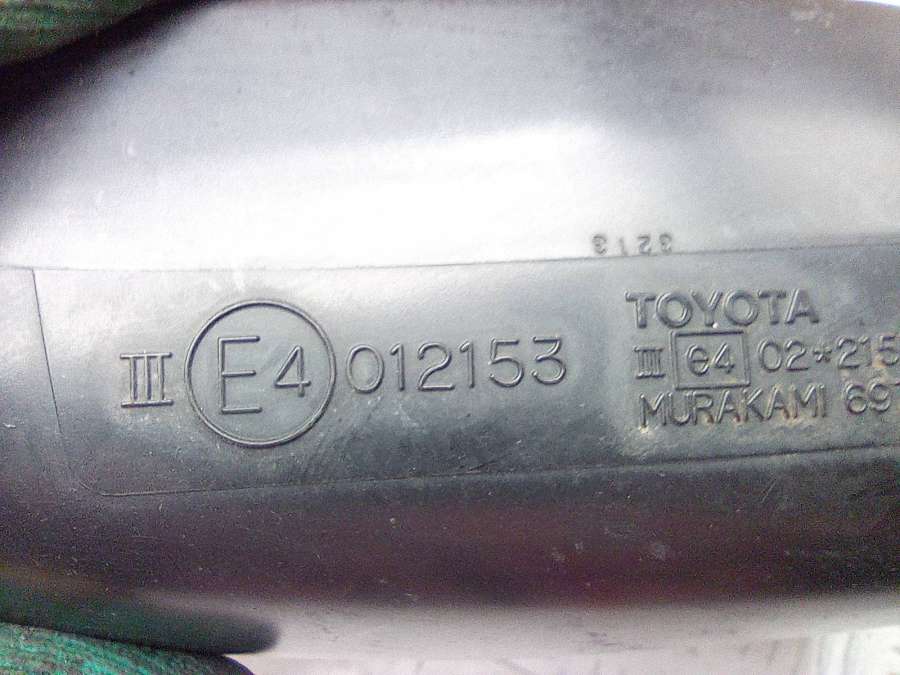 3213
III E4 012153
TOYOTA
III e4 02*215
MURAKAMI 69